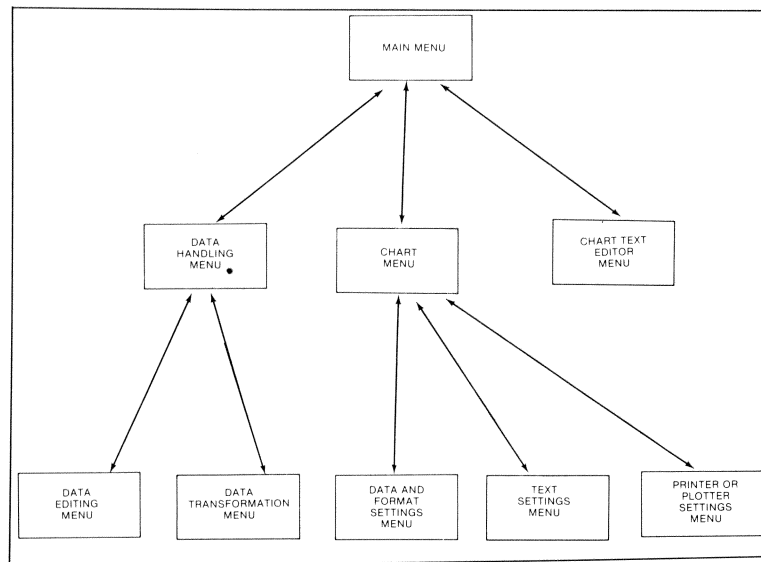 MAIN MENU
DATA
HANDLING
MENU
CHART
MENU
CHART TEXT
EDITOR
MENU
DATA
EDITING
MENU
DATA
TRANSFORMATION
MENU
DATA AND
FORMAT
SETTINGS
MENU
TEXT
SETTINGS
MENU
PRINTER OR
PLOTTER
SETTINGS
MENU